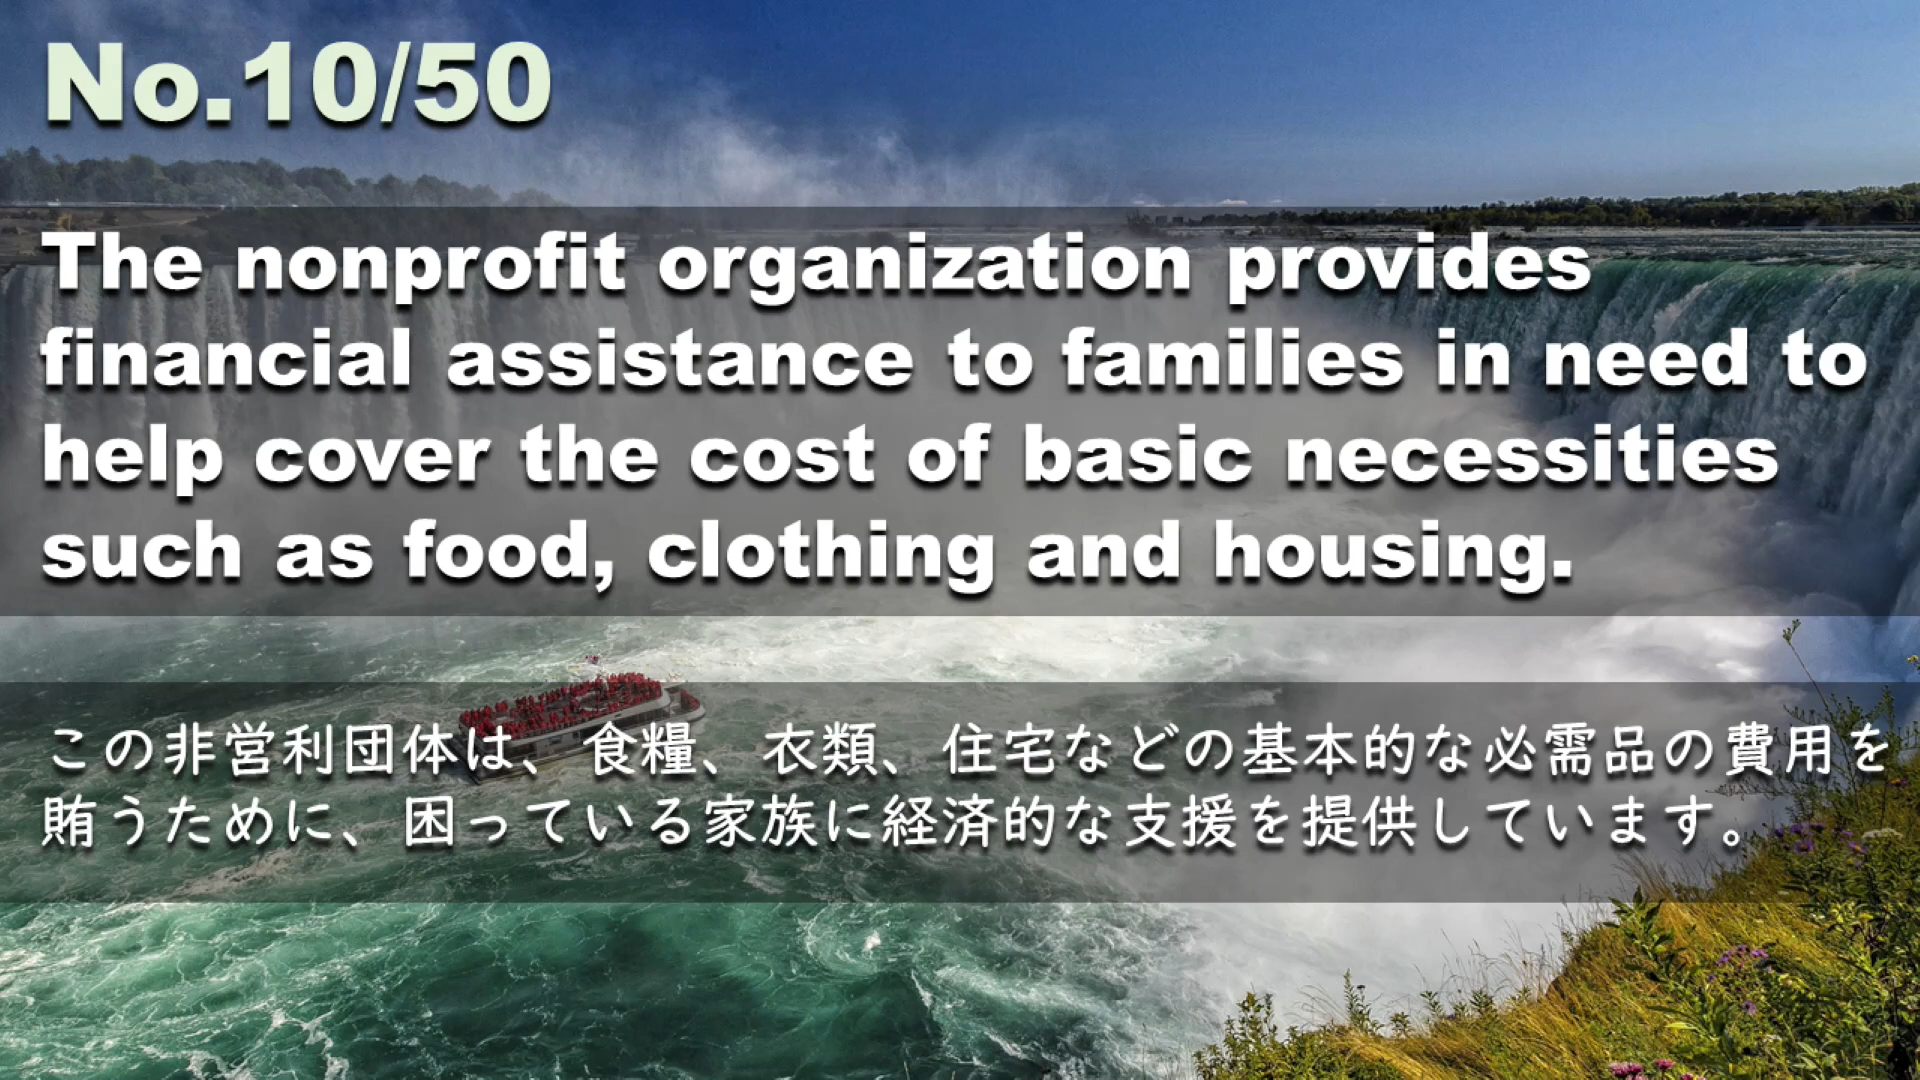 No.10/50
The nonprofit organization provides
financial assistance to families in need to
help cover the cost of basic necessities
such as food, clothing and housing.
この非営利団体は、食糧、衣類、住宅などの基本的な必需品の費用を
賄うために、困っている家族に経済的な支援を提供しています。